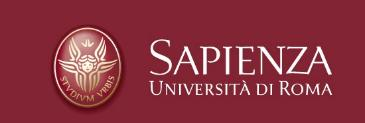 STVDIVM VRBIS
SAPIENZA
UNIVERSITÀ DI ROMA